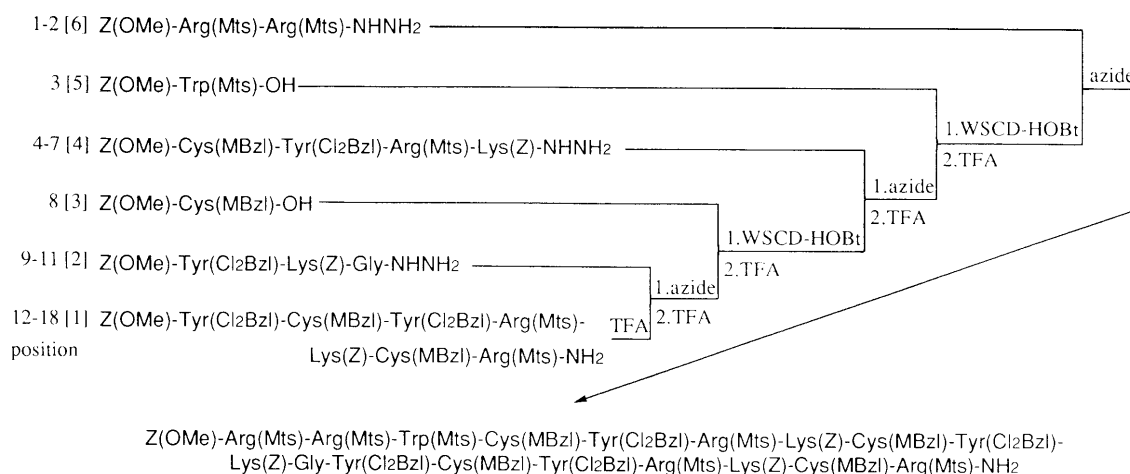 1-2 [6] Z(OMe)-Arg(Mts)-Arg(Mts)-NHNH2
azide
3 [5] Z(OMe)-Trp(Mts)-OH
1.WSCD-HOBt
2.TFA
4-7 [4] Z(OMe)-Cys(MBzl)-Tyr(Cl2Bzl)-Arg(Mts)-Lys(Z)-NHNH2
1.azide
2.TFA
8 [3] Z(OMe)-Cys(MBzl)-OH
1.WSCD-HOBt
2.TFA
9-11 [2] Z(OMe)-Tyr(Cl2Bzl)-Lys(Z)-Gly-NHNH2
1.azide
2.TFA
12-18 [1] Z(OMe)-Tyr(Cl2Bzl)-Cys(MBzl)-Tyr(Cl2Bzl)-Arg(Mts)-
TFA
position
Lys(Z)-Cys(MBzl)-Arg(Mts)-NH2
Z(OMe)-Arg(Mts)-Arg(Mts)-Trp(Mts)-Cys(MBzl)-Tyr(Cl2Bzl)-Arg(Mts)-Lys(Z)-Cys(MBzl)-Tyr(Cl2Bzl)-
Lys(Z)-Gly-Tyr(Cl2Bzl)-Cys(MBzl)-Tyr(Cl2Bzl)-Arg(Mts)-Lys(Z)-Cys(MBzl)-Arg(Mts)-NH2